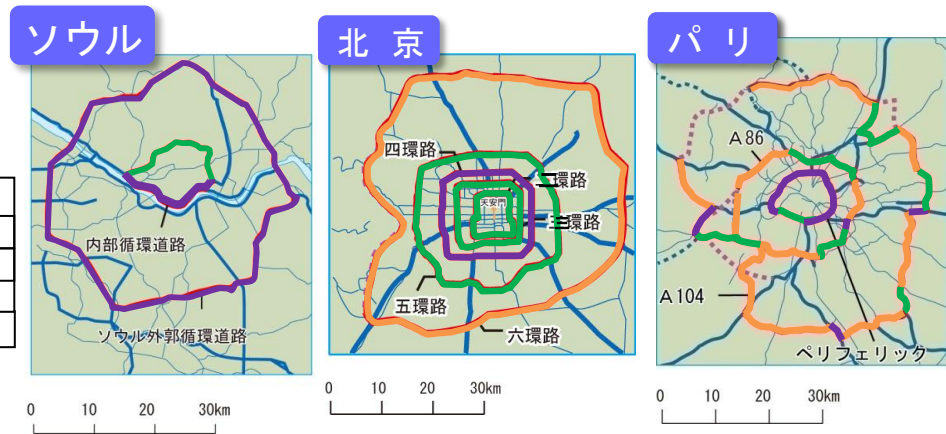 ソウル
内部循環道路
ソウル外郭循環道路
0 10 20 30km
北 京
四環路
二環路
天安門
三環路
五環路
六環路
0 10 20 30km
パ リ
A86
A104
ペリフェリック
0 10 20 30km